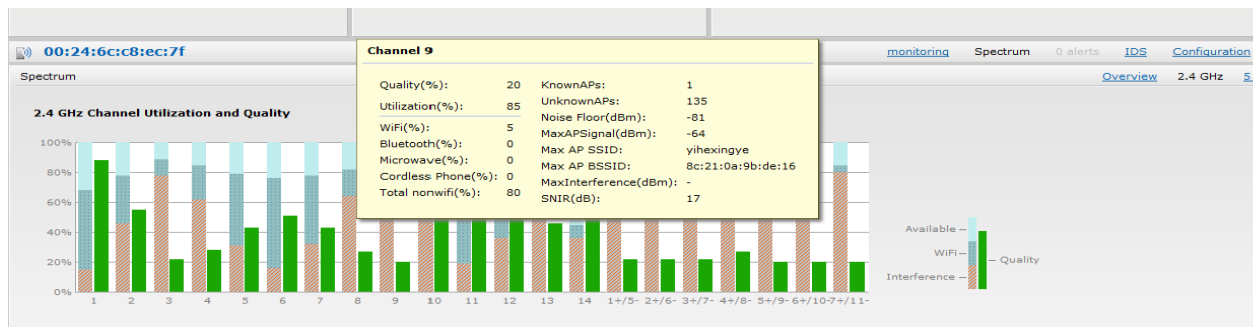 00:24:6c:c8:ec:7f monitoring Spectrum 0 alerts IDS Configuration
Spectrum Overview 2.4 GHz 5
2.4 GHz Channel Utilization and Quality
Channel 9
Quality(%): 20 KnownAPs: 1
Utilization(%): 85 UnknownAPs: 135
Noise Floor(dBm): -81
WiFi(%): 5 MaxAPSignal(dBm): -64
Bluetooth(%): 0 Max AP SSID: yihexingye
Microwave(%): 0 Max AP BSSID: 8c:21:0a:9b:de:16
Cordless Phone(%): 0 MaxInterference(dBm): -
Total nonwifi(%): 80 SNIR(dB): 17
100%
80%
60%
40%
20%
0%
1 2 3 4 5 6 7 8 9 10 11 12 13 14 1+/5- 2+/6- 3+/7- 4+/8- 5+/9- 6+/10- 7+/11-
Available
WiFi
Interference
Quality